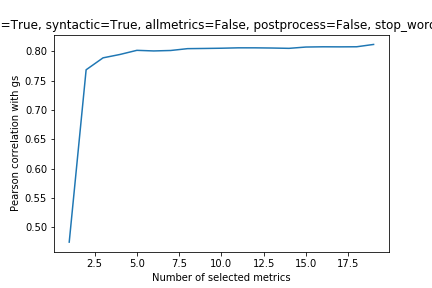 =True, syntactic=True, allmetrics=False, postprocess=False, stop_word
0.80
0.75
0.70
0.65
0.60
0.55
0.50
Pearson correlation with gs
2.5 5.0 7.5 10.0 12.5 15.0 17.5
Number of selected metrics